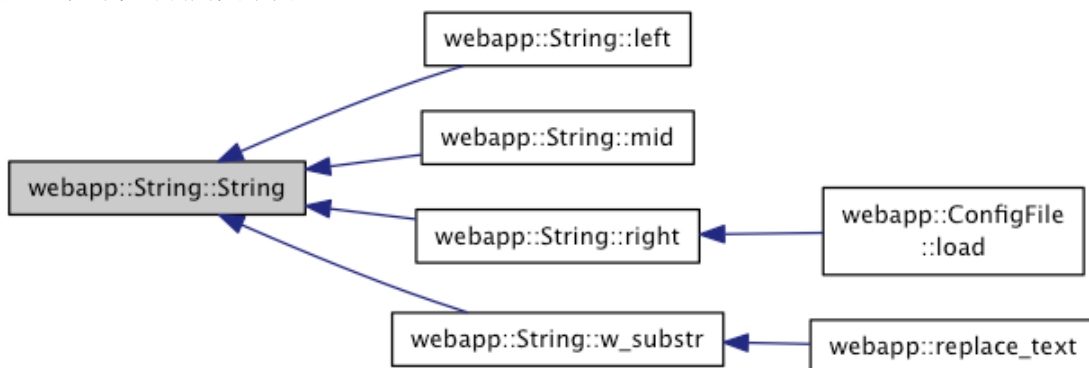 webapp::String::left
webapp::String::mid
webapp::String::String
webapp::String::right
webapp::ConfigFile
::load
webapp::String::w_substr
webapp::replace_text